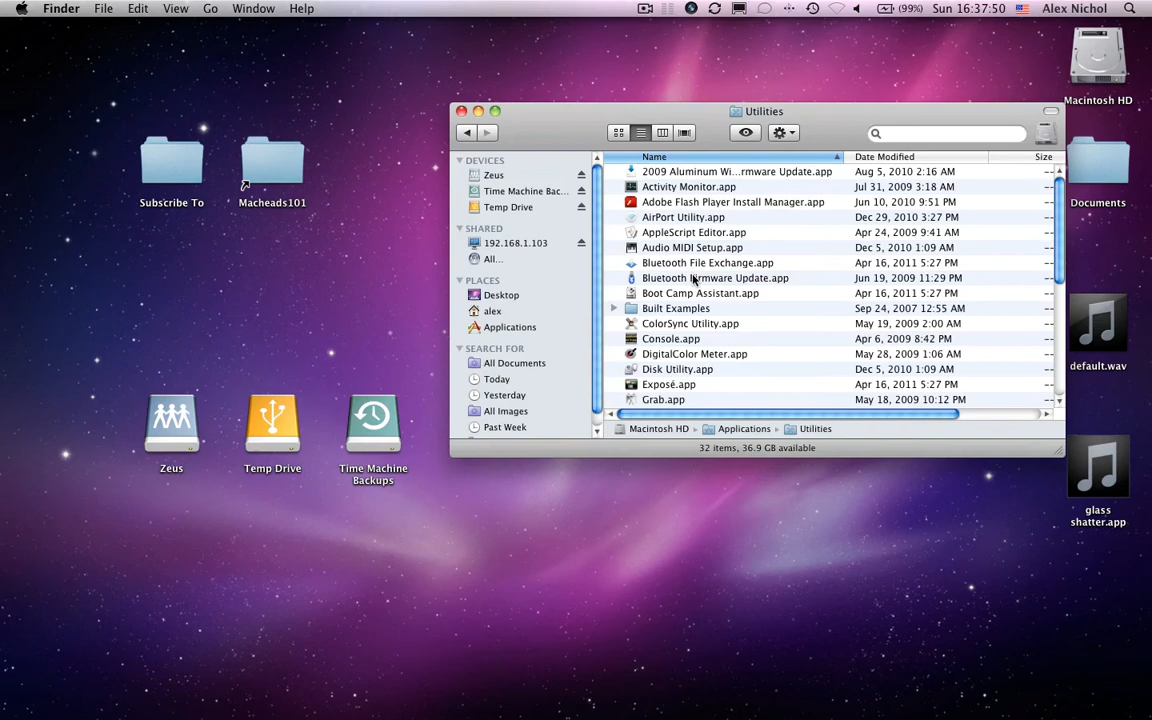 Finder File Edit View Go Window Help (99%) Sun 16:37:50 Alex Nichol
Macintosh HD
Subscribe To
Macheads101
Documents
default.wav
glass
shatter.app
Zeus
Temp Drive
Time Machine
Backups
Utilities
DEVICES
Zeus
Time Machine Bac...
Temp Drive
SHARED
192.168.1.103
All...
PLACES
Desktop
alex
Applications
SEARCH FOR
All Documents
Today
Yesterday
All Images
Past Week
Name Date Modified Size
2009 Aluminum Wi...rmware Update.app Aug 5, 2010 2:16 AM --
Activity Monitor.app Jul 31, 2009 3:18 AM --
Adobe Flash Player Install Manager.app Jun 10, 2010 9:51 PM --
AirPort Utility.app Dec 29, 2010 3:27 PM --
AppleScript Editor.app Apr 24, 2009 9:41 PM --
Audio MIDI Setup.app Dec 5, 2010 1:09 AM --
Bluetooth File Exchange.app Apr 16, 2011 5:27 PM --
Bluetooth Firmware Update.app Jun 19, 2009 11:29 PM --
Boot Camp Assistant.app Apr 16, 2011 5:27 PM --
Built Examples Sep 24, 2007 12:55 AM --
ColorSync Utility.app May 19, 2009 2:00 AM --
Console.app Apr 6, 2009 8:42 PM --
DigitalColor Meter.app May 28, 2009 1:06 AM --
Disk Utility.app Dec 5, 2010 1:09 AM --
Exposé.app Apr 16, 2011 5:27 PM --
Grab.app May 18, 2009 10:12 PM --
Macintosh HD Applications Utilities
32 items, 36.9 GB available